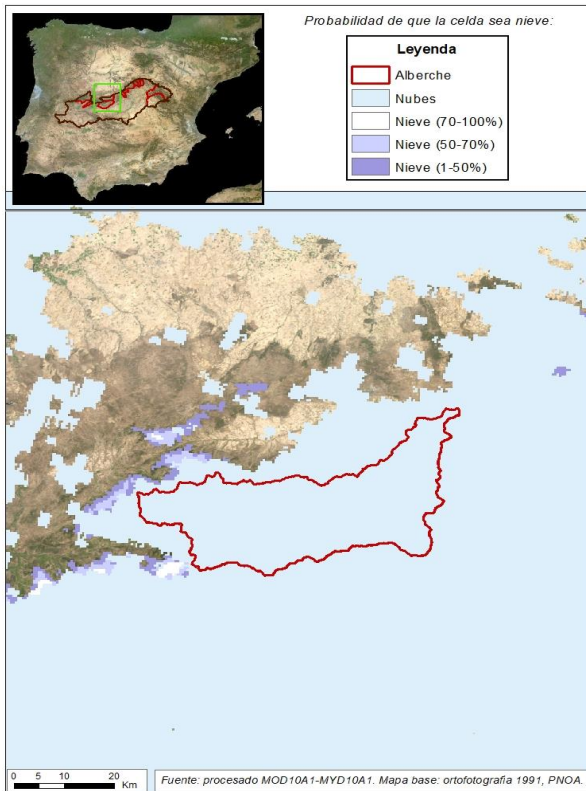 Probabilidad de que la celda sea nieve:
Leyenda
Alberche
Nubes
Nieve (70-100%)
Nieve (50-70%)
Nieve (1-50%)
0 5 10 20
Km
Fuente: procesado MOD10A1-MYD10A1. Mapa base: ortofotografía 1991, PNOA.